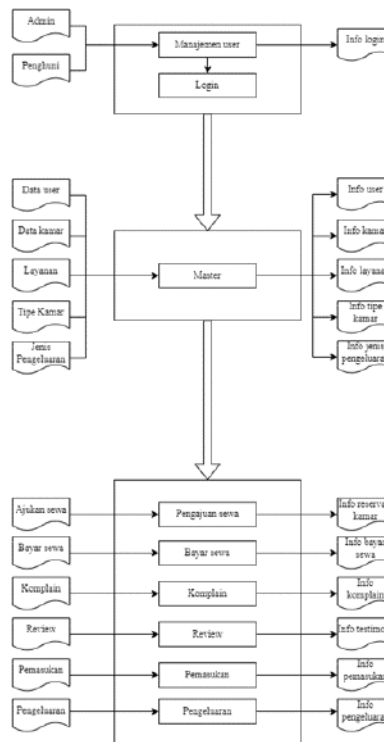 Admin
Penghuni
Manajemen user
Login
Info login
Data user
Data kamar
Layanan
Tipe Kamar
Jenis
Pengeluaran
Master
Info user
Info kamar
Info layanan
Info tipe
kamar
Info jenis
pengeluaran
Ajukan sewa
Pengajuan sewa
Info reservasi
kamar
Bayar sewa
Bayar sewa
Info bayar
sewa
Komplain
Komplain
Info
komplain
Review
Review
Info testimoni
Pemasukan
Pemasukan
Info
pemasukan
Pengeluaran
Pengeluaran
Info
pengeluaran